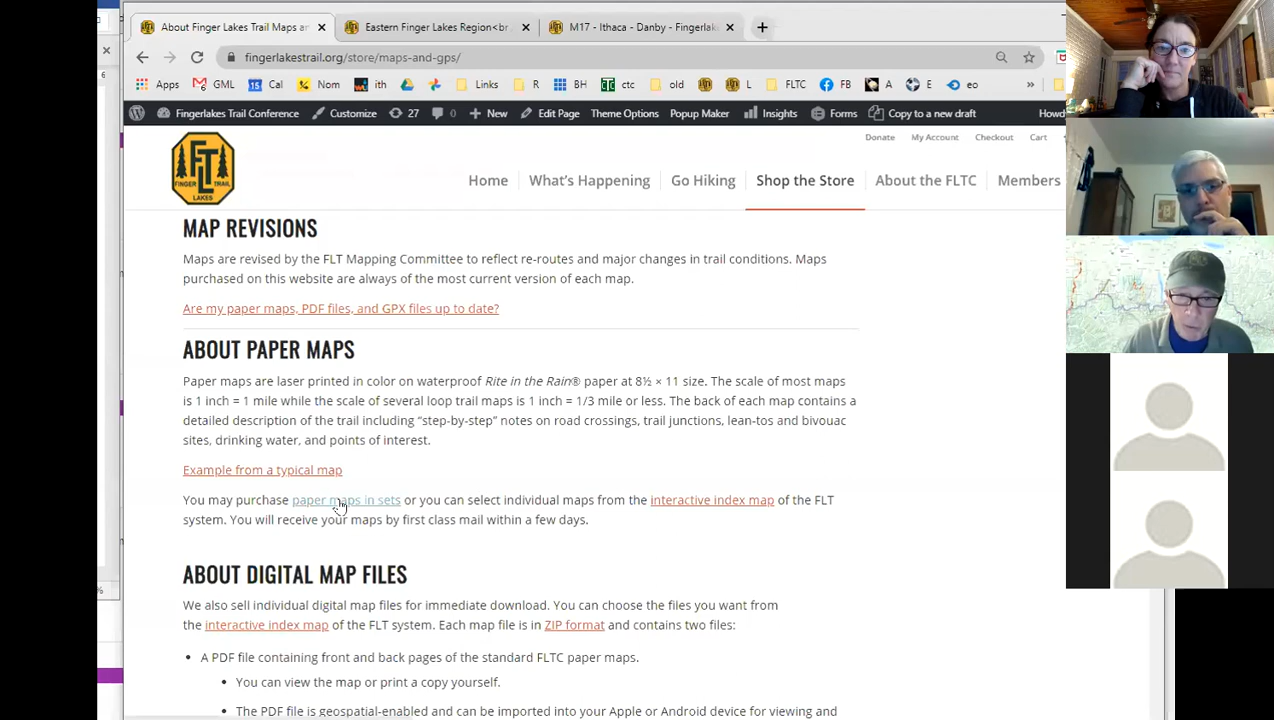 About Finger Lakes Trail Maps ar
Eastern Finger Lakes Region<br
M17 - Ithaca - Danby - Fingerlak
fingerlakestrail.org/store/maps-and-gps/
Apps GML Cal Nom ith Links R BH ctc old L FLTC FB A E eo »
Fingerlakes Trail Conference Customize 27 0 New Edit Page Theme Options Popup Maker Insights Forms Copy to a new draft Howd
Donate My Account Checkout Cart
FLT
FINGER LAKES TRAIL
Home What's Happening Go Hiking Shop the Store About the FLTC Members
MAP REVISIONS
Maps are revised by the FLT Mapping Committee to reflect re-routes and major changes in trail conditions. Maps
purchased on this website are always of the most current version of each map.
Are my paper maps, PDF files, and GPX files up to date?
ABOUT PAPER MAPS
Paper maps are laser printed in color on waterproof Rite in the Rain® paper at 8½ × 11 size. The scale of most maps
is 1 inch = 1 mile while the scale of several loop trail maps is 1 inch = 1/3 mile or less. The back of each map contains a
detailed description of the trail including “step-by-step” notes on road crossings, trail junctions, lean-tos and bivouac
sites, drinking water, and points of interest.
Example from a typical map
You may purchase paper maps in sets or you can select individual maps from the interactive index map of the FLT
system. You will receive your maps by first class mail within a few days.
ABOUT DIGITAL MAP FILES
We also sell individual digital map files for immediate download. You can choose the files you want from
the interactive index map of the FLT system. Each map file is in ZIP format and contains two files:
• A PDF file containing front and back pages of the standard FLTC paper maps.
• You can view the map or print a copy yourself.
• The PDF file is geospatial-enabled and can be imported into your Apple or Android device for viewing and